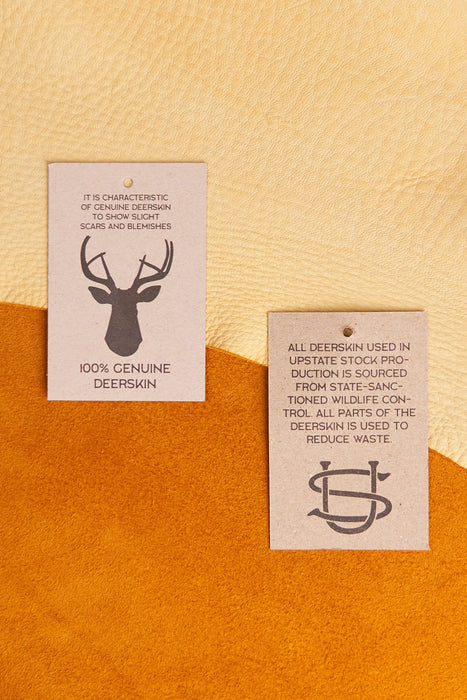 IT IS CHARACTERISTIC
OF GENUINE DEERSKIN
TO SHOW SLIGHT
SCARS AND BLEMISHES
100% GENUINE
DEERSKIN
ALL DEERSKIN USED IN
UPSTATE STOCK PRO-
DUCTION IS SOURCED
FROM STATE-SANC-
TIONED WILDLIFE CON-
TROL. ALL PARTS OF THE
DEERSKIN IS USED TO
REDUCE WASTE.
US